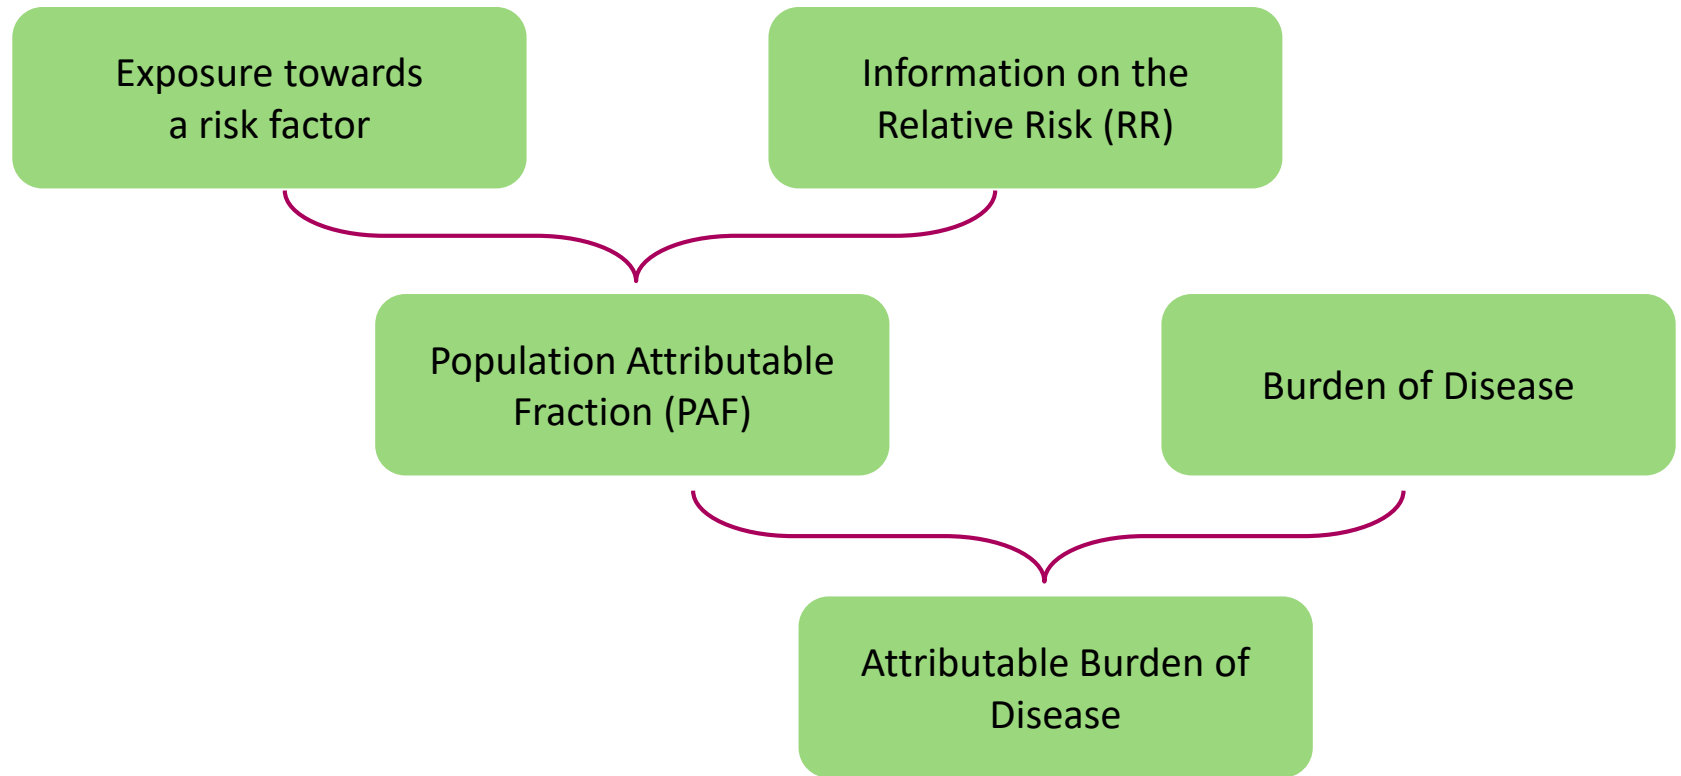 Exposure towards
a risk factor
Information on the
Relative Risk (RR)
Population Attributable
Fraction (PAF)
Burden of Disease
Attributable Burden of
Disease